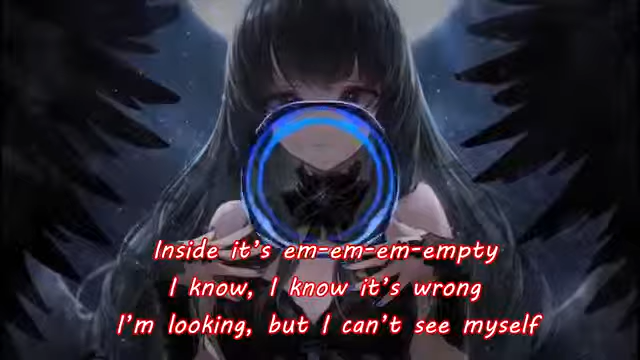 Inside it's em-em-em-empty
I know, I know it's wrong
I'm looking, but I can't see myself